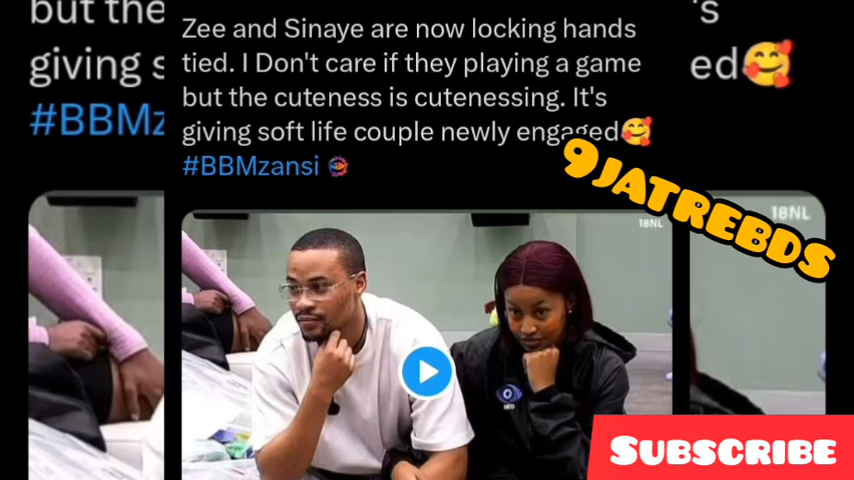 but the
giving s
#BBMz
Zee and Sinaye are now locking hands
tied. I Don't care if they playing a game
but the cuteness is cutenessing. It's
giving soft life couple newly engaged🥰
#BBMzansi
's
ed🥰
9JATREBDS
18NL
18NL
SUBSCRIBE